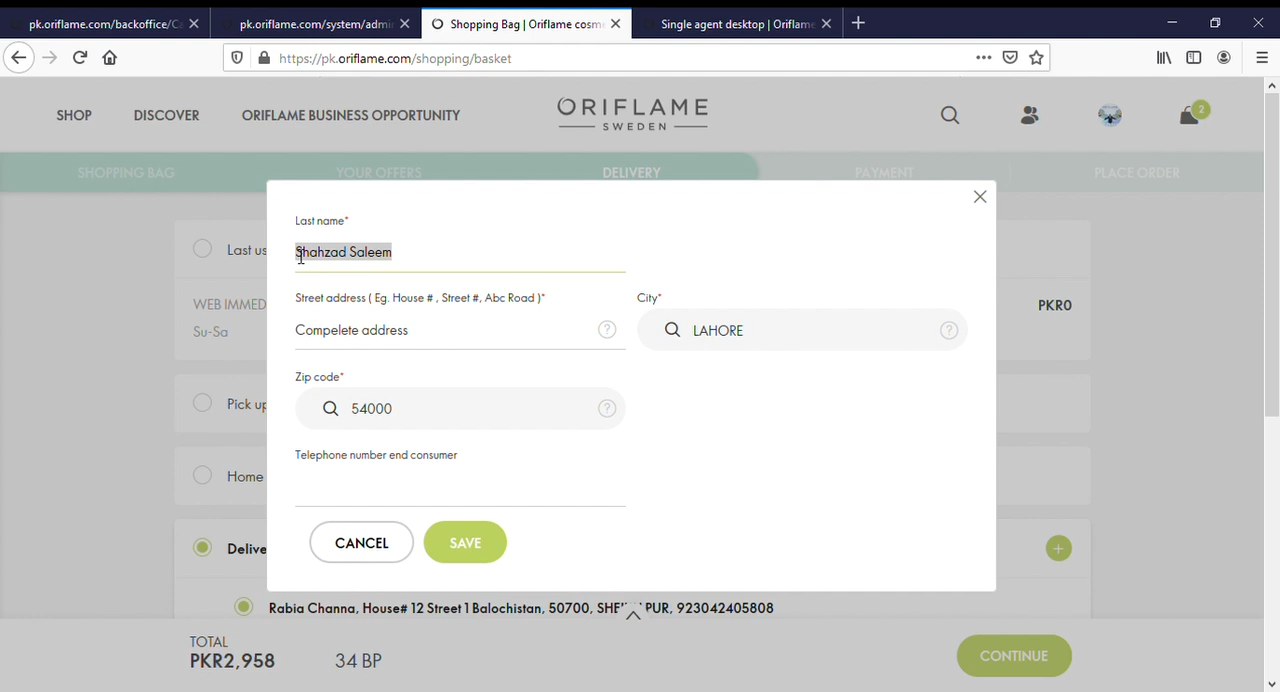 pk.oriflame.com/backoffice/Ca
pk.oriflame.com/system/admi
Shopping Bag | Oriflame cosm
Single agent desktop | Oriflame
https://pk.oriflame.com/shopping/basket
SHOP
DISCOVER
ORIFLAME BUSINESS OPPORTUNITY
ORIFLAME
SWEDEN
2
SHOPPING BAG
YOUR OFFERS
DELIVERY
PAYMENT
PLACE ORDER
Last name*
Shahzad Saleem
Street address ( Eg. House # , Street #, Abc Road )*
City*
Compelete address
LAHORE
Zip code*
54000
Telephone number end consumer
CANCEL
SAVE
Last us
WEB IMMED
PKR0
Su-Sa
Pick up
Home
Delive
Rabia Channa, House# 12 Street 1 Balochistan, 50700, PUR, 923042405808
TOTAL
PKR2,958
34 BP
CONTINUE